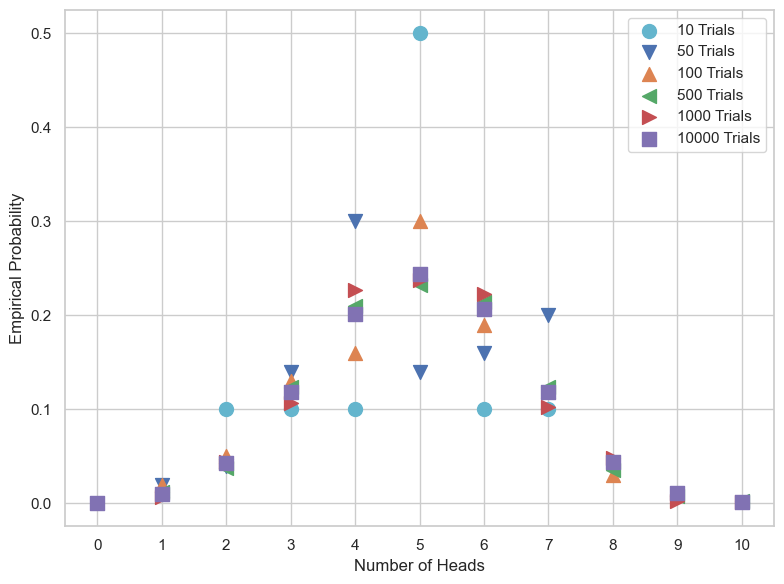 0.5
0.4
0.3
0.2
0.1
0.0
Empirical Probability
10 Trials
50 Trials
100 Trials
500 Trials
1000 Trials
10000 Trials
0 1 2 3 4 5 6 7 8 9 10
Number of Heads